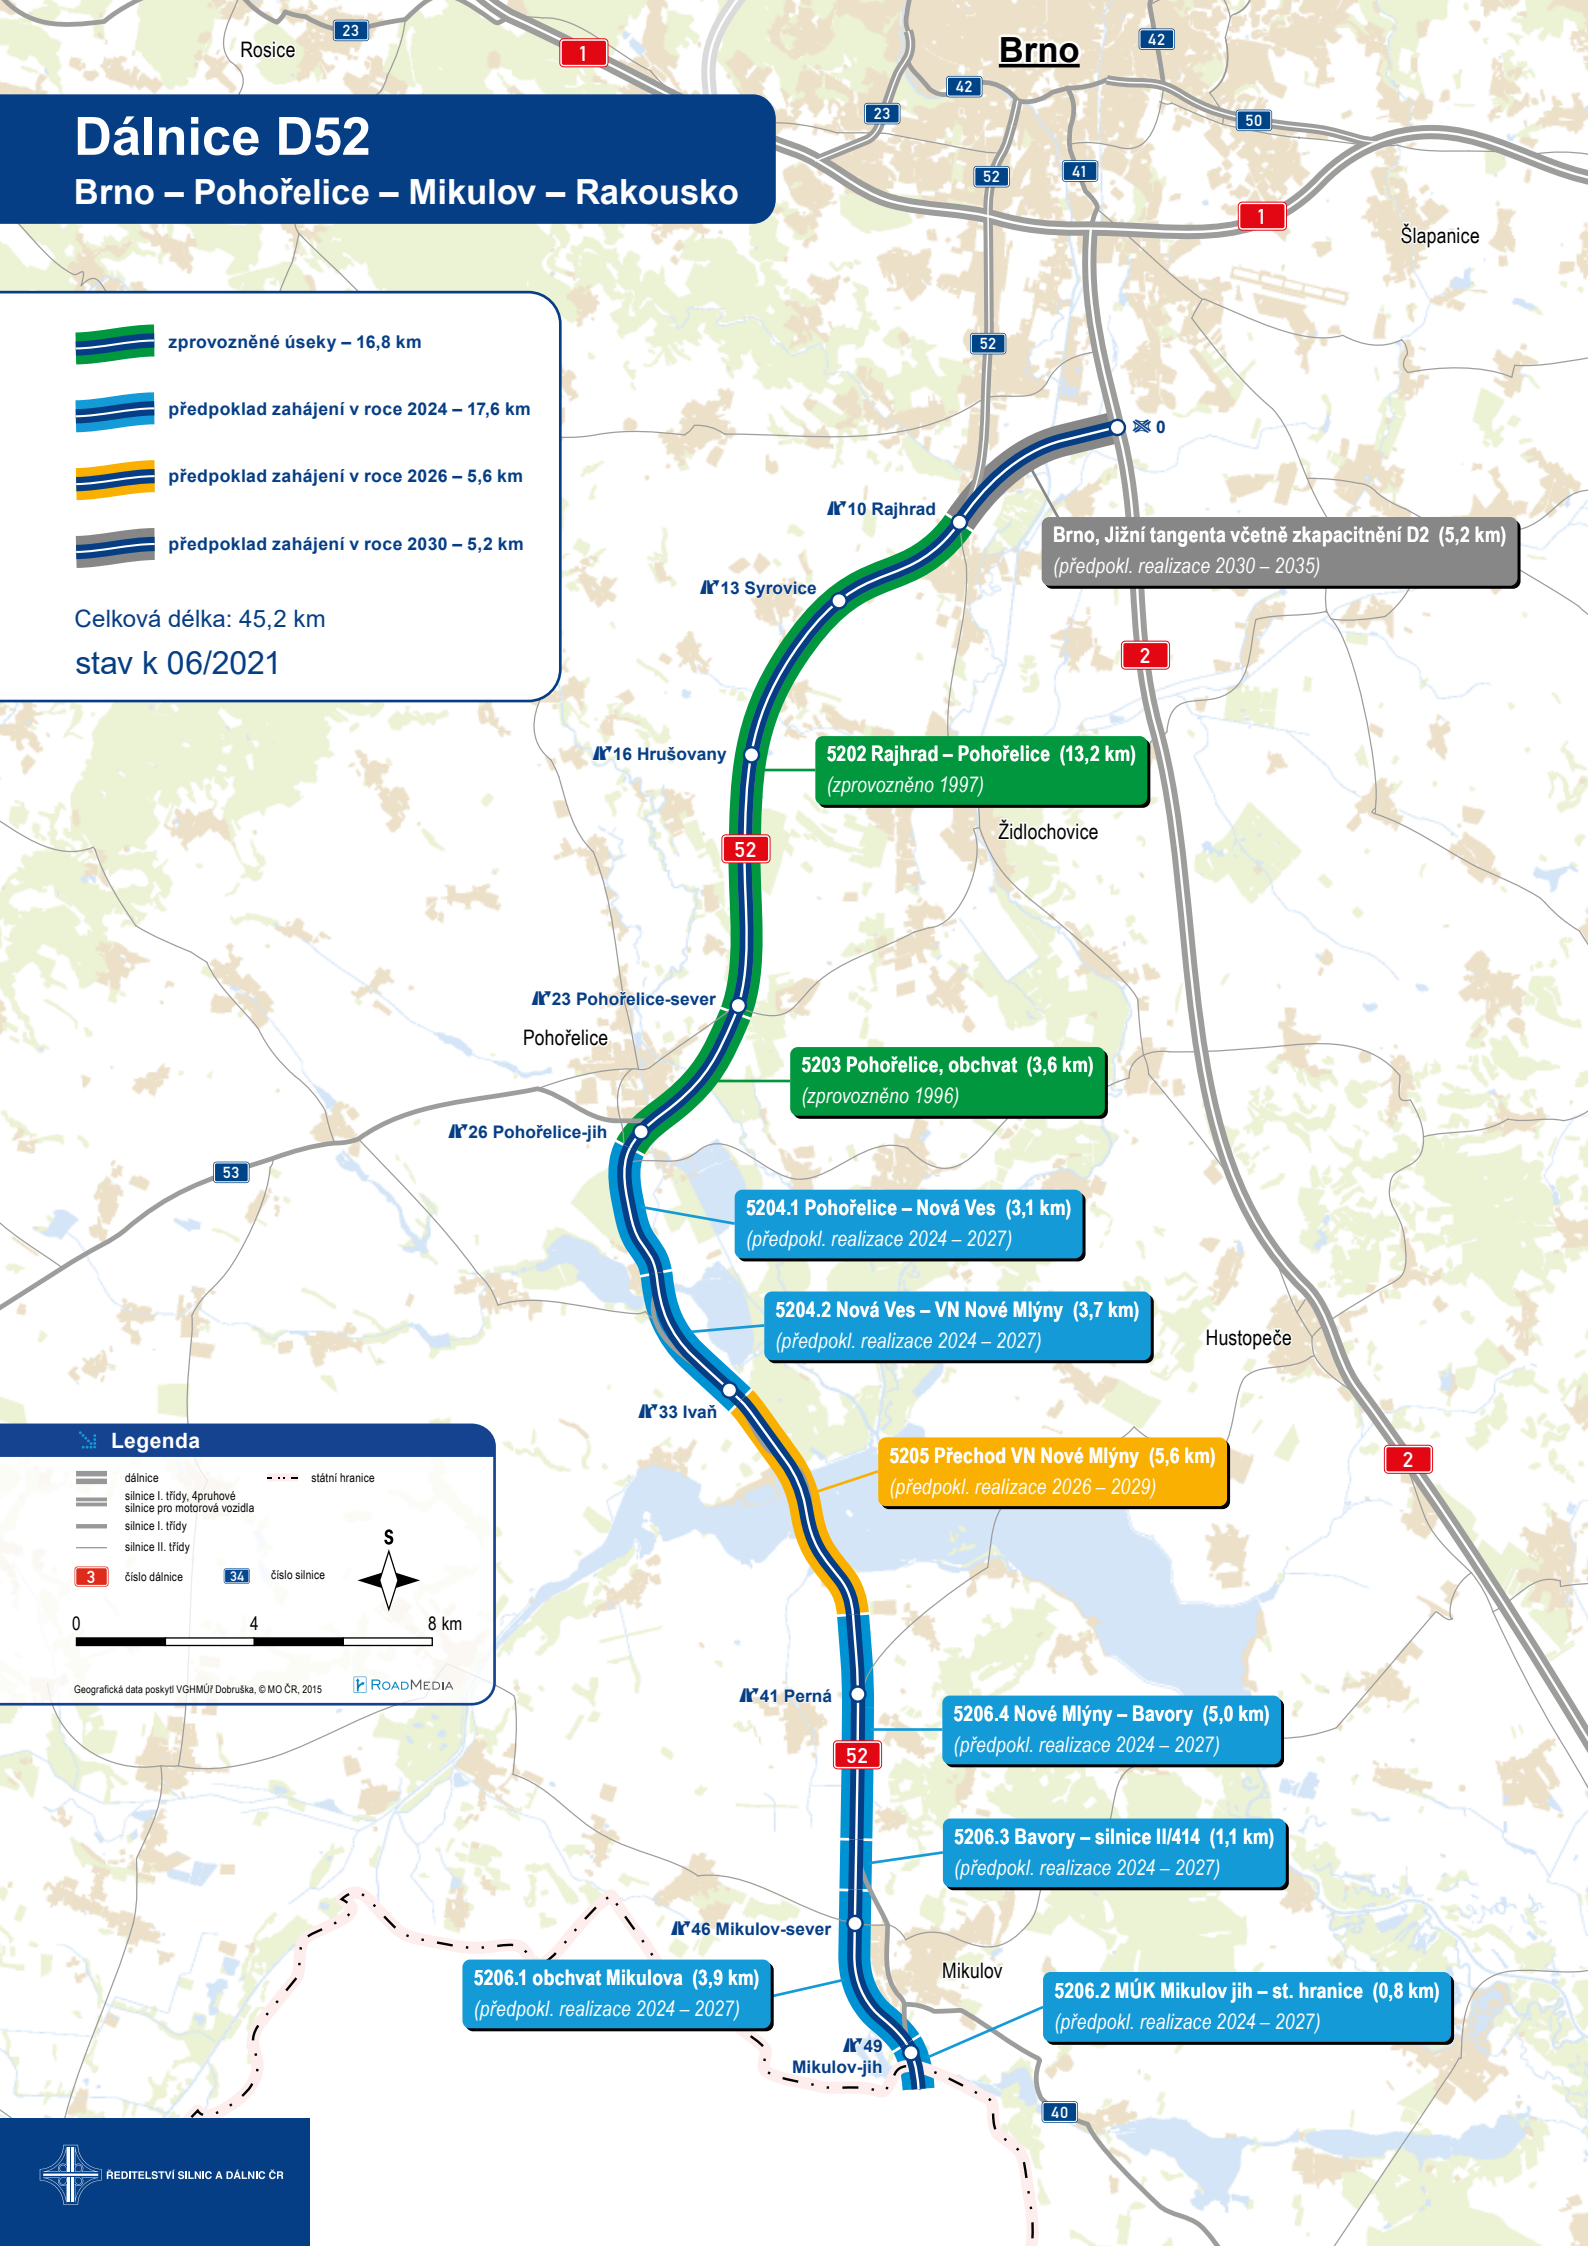 Rosice
23
1
Brno
42
42
23
50
52
41
1
Šlapanice
Dálnice D52
Brno – Pohořelice – Mikulov – Rakousko
zprovozněné úseky – 16,8 km
předpoklad zahájení v roce 2024 – 17,6 km
předpoklad zahájení v roce 2026 – 5,6 km
předpoklad zahájení v roce 2030 – 5,2 km
Celková délka: 45,2 km
stav k 06/2021
52
0
10 Rajhrad
Brno, Jižní tangenta včetně zkapacitnění D2 (5,2 km)
(předpokl. realizace 2030 – 2035)
13 Syrovice
2
16 Hrušovany
5202 Rajhrad – Pohořelice (13,2 km)
(zprovozněno 1997)
Židlochovice
52
23 Pohořelice-sever
Pohořelice
5203 Pohořelice, obchvat (3,6 km)
(zprovozněno 1996)
26 Pohořelice-jih
53
5204.1 Pohořelice – Nová Ves (3,1 km)
(předpokl. realizace 2024 – 2027)
5204.2 Nová Ves – VN Nové Mlýny (3,7 km)
(předpokl. realizace 2024 – 2027)
Hustopeče
33 Ivaň
5205 Přechod VN Nové Mlýny (5,6 km)
(předpokl. realizace 2026 – 2029)
2
Legenda
dálnice
státní hranice
silnice I. třídy, 4pruhové
silnice pro motorová vozidla
silnice I. třídy
silnice II. třídy
3
číslo dálnice
34
číslo silnice
S
0
4
8 km
Geografická data poskytl VGHMÚř Dobruška, © MO ČR, 2015
ROADMEDIA
41 Perná
5206.4 Nové Mlýny – Bavory (5,0 km)
(předpokl. realizace 2024 – 2027)
52
5206.3 Bavory – silnice II/414 (1,1 km)
(předpokl. realizace 2024 – 2027)
46 Mikulov-sever
Mikulov
5206.1 obchvat Mikulova (3,9 km)
(předpokl. realizace 2024 – 2027)
5206.2 MÚK Mikulov jih – st. hranice (0,8 km)
(předpokl. realizace 2024 – 2027)
49
Mikulov-jih
40
ŘEDITELSTVÍ SILNIC A DÁLNIC ČR